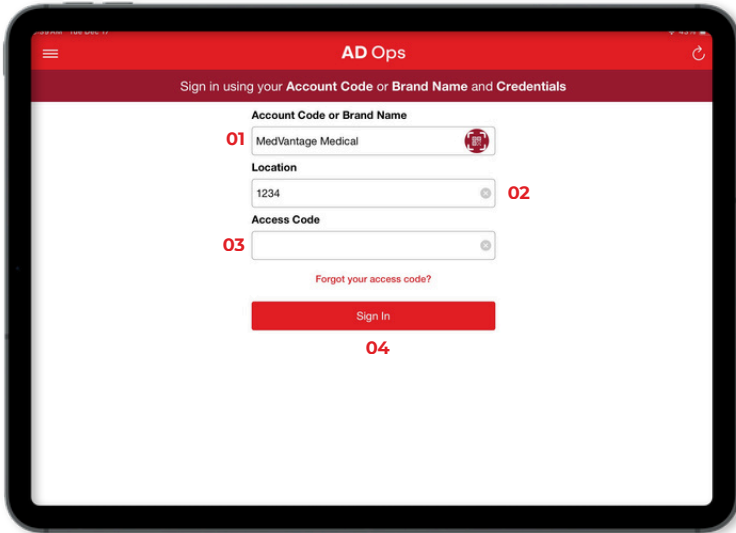 AD Ops
Sign in using your Account Code or Brand Name and Credentials
Account Code or Brand Name
01 MedVantage Medical
Location
1234 02
Access Code
03
Forgot your access code?
Sign In
04